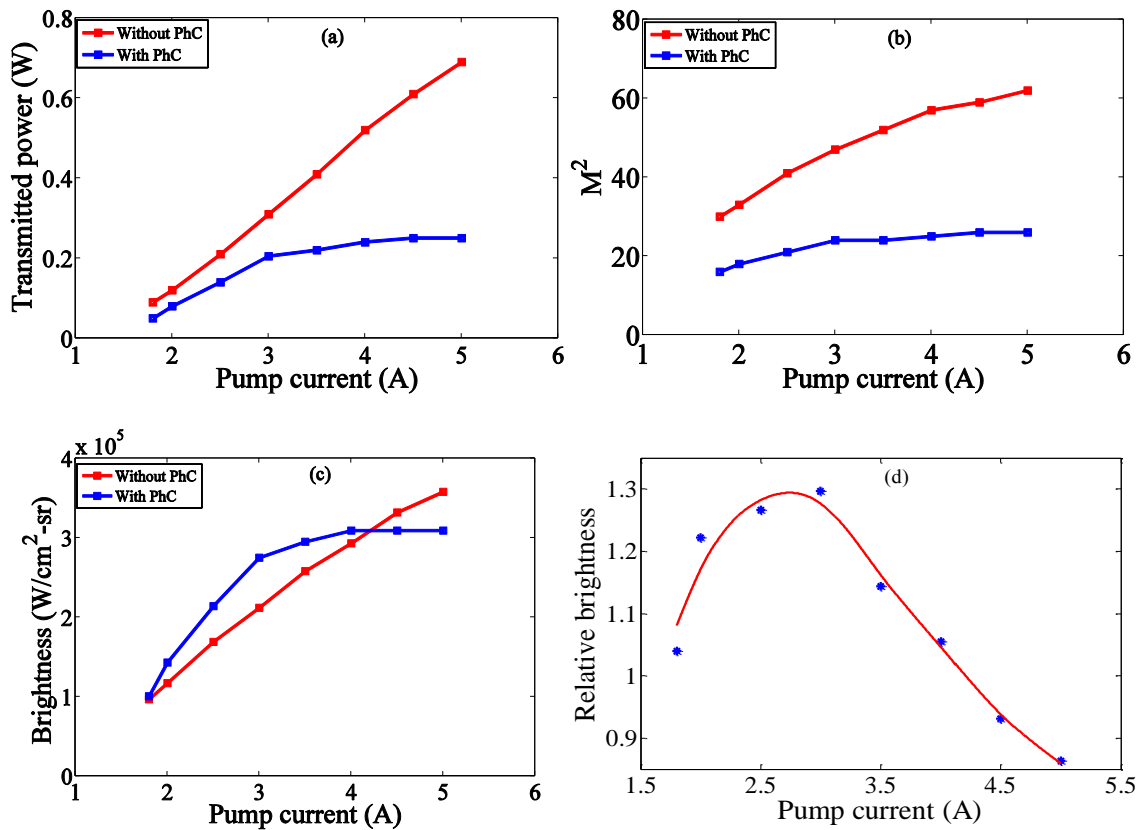 (a)
Without PhC
With PhC
Transmitted power (W)
0.8
0.6
0.4
0.2
0
1 2 3 4 5 6
Pump current (A)
(b)
Without PhC
With PhC
M²
80
60
40
20
0
1 2 3 4 5 6
Pump current (A)
x 10⁵
(c)
Without PhC
With PhC
Brightness (W/cm²-sr)
4
3
2
1
0
1 2 3 4 5 6
Pump current (A)
(d)
Relative brightness
1.3
1.2
1.1
1
0.9
1.5 2.5 3.5 4.5 5.5
Pump current (A)